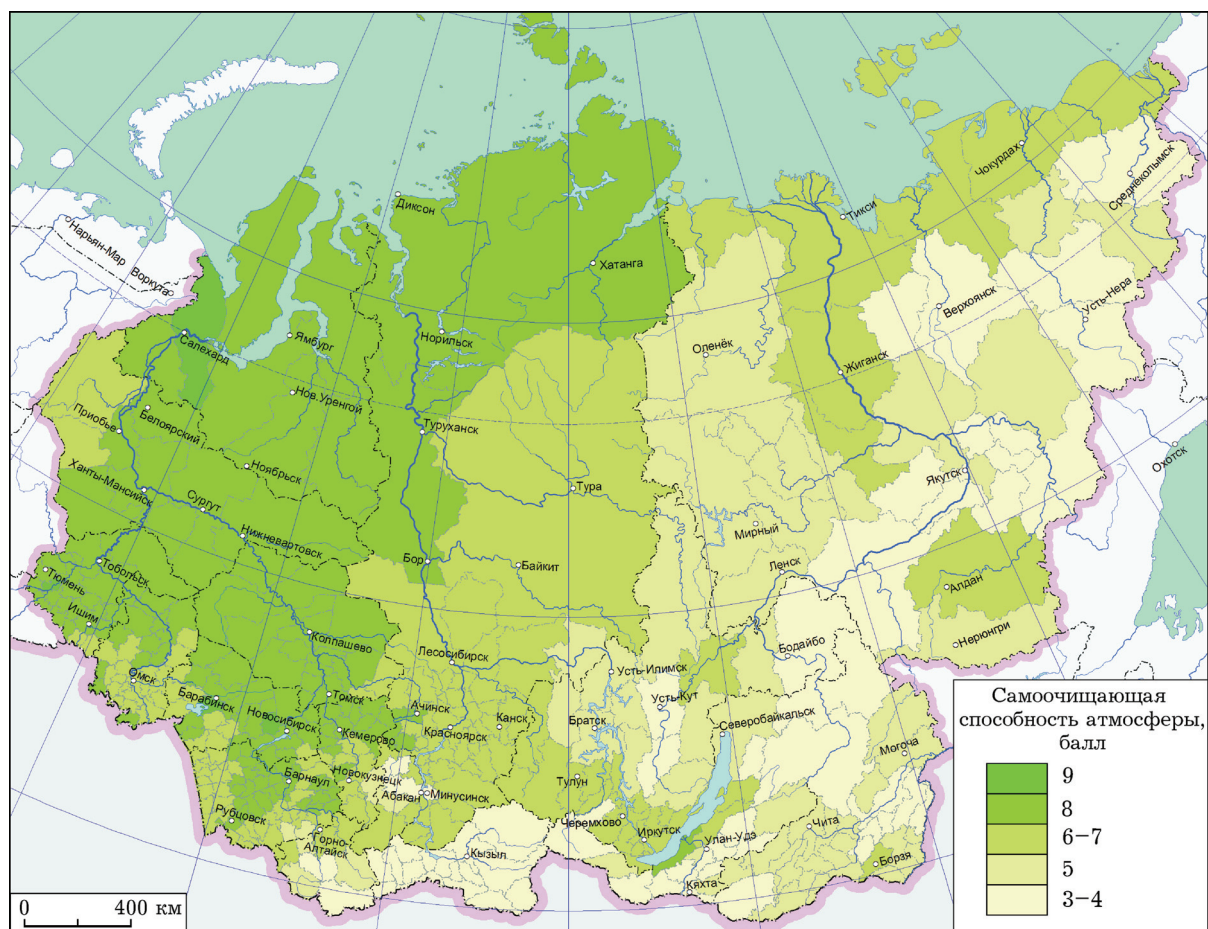 Диксон
Хатанга
Тикси
Чокурдах
Среднеколымск
Нарьян-Мар
Воркута
Салехард
Ямбург
Норильск
Оленёк
Верхоянск
Усть-Нера
Жиганск
Нов.Уренгой
Белоярский
Приобье
Туруханск
Ноябрьск
Ханты-Мансийск
Сургут
Нижневартовск
Тура
Якутск
Охотск
Мирный
Ленск
Бор
Байкит
Тобольск
Тюмень
Ишим
Алдан
Нерюнгри
Колпашево
Лесосибирск
Усть-Илимск
Бодайбо
Омск
Барабинск
Томск
Ачинск
Канск
Братск
Усть-Кут
Северобайкальск
Новосибирск
Кемерово
Красноярск
Могоча
Барнаул
Новокузнецк
Абакан
Минусинск
Тулун
Рубцовск
Горно-
Алтайск
Черемхово
Иркутск
Улан-Удэ
Чита
Кызыл
Кяхта
Борзя
Самоочищающая
способность атмосферы,
балл
9
8
6–7
5
3–4
0 400 км